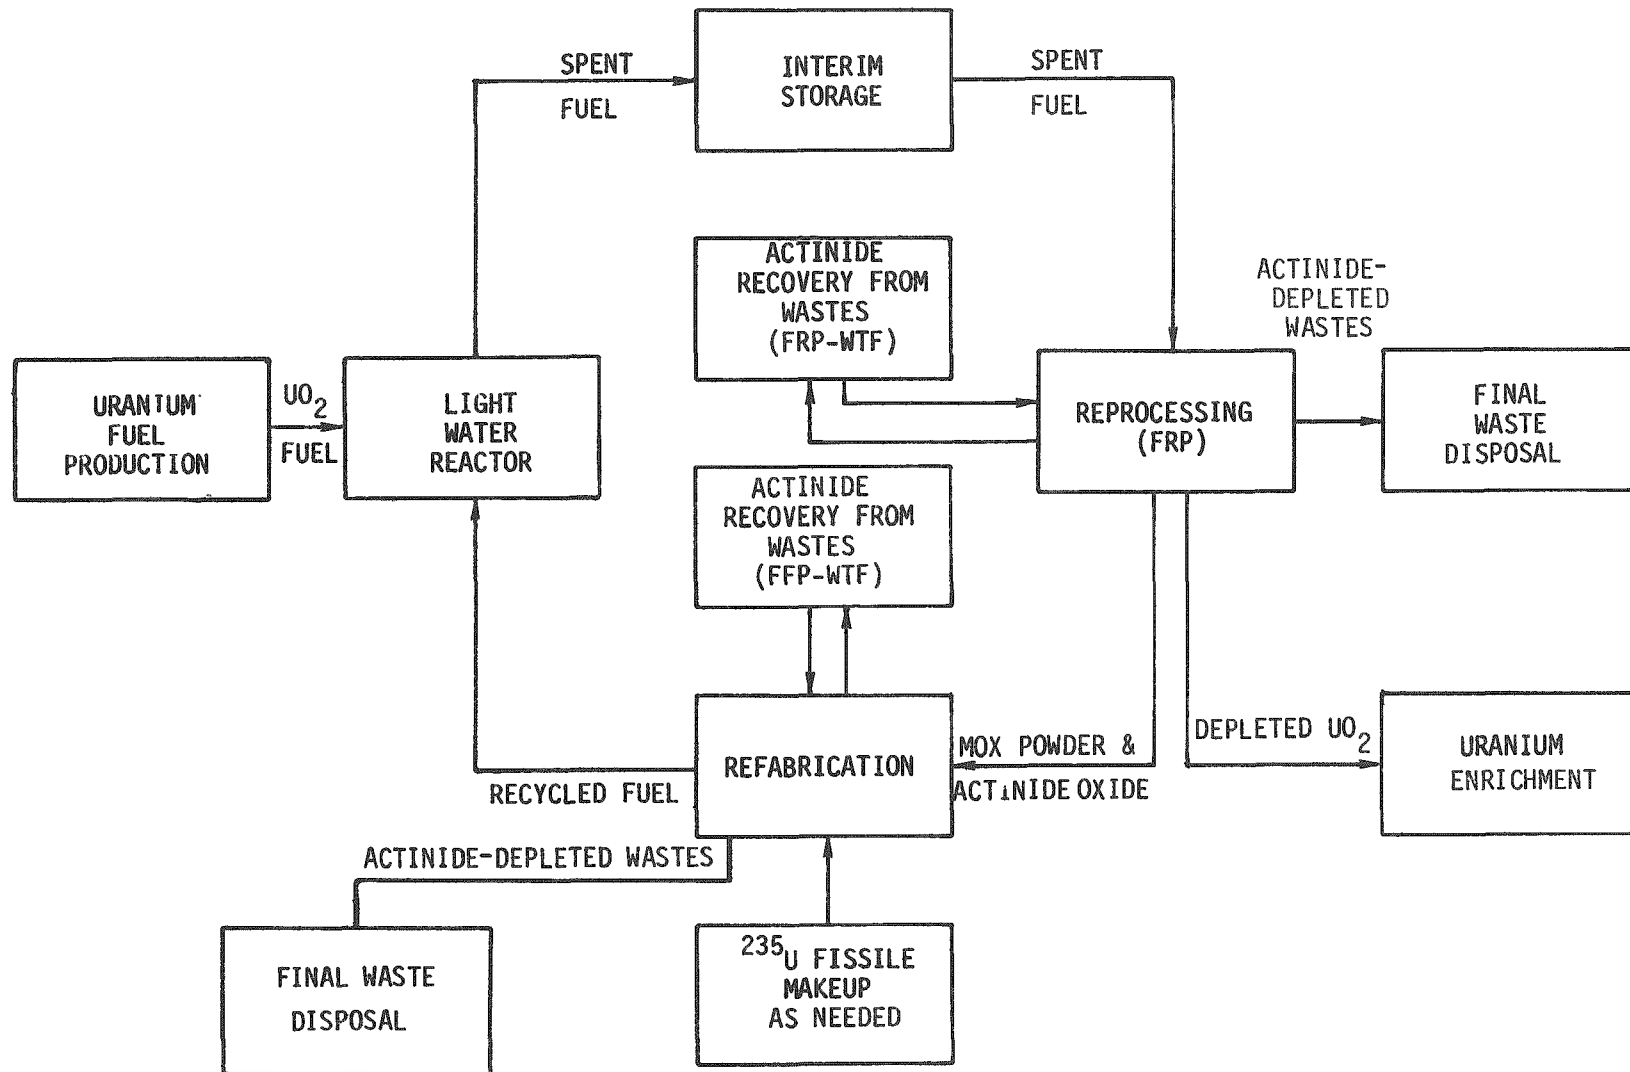 SPENT
FUEL
INTERIM
STORAGE
SPENT
FUEL
ACTINIDE
RECOVERY FROM
WASTES
(FRP-WTF)
ACTINIDE-
DEPLETED
WASTES
URANIUM
FUEL
PRODUCTION
UO2
FUEL
LIGHT
WATER
REACTOR
REPROCESSING
(FRP)
FINAL
WASTE
DISPOSAL
ACTINIDE
RECOVERY FROM
WASTES
(FFP-WTF)
REFABRICATION
MOX POWDER &
ACTINIDE OXIDE
DEPLETED UO2
URANIUM
ENRICHMENT
RECYCLED FUEL
ACTINIDE-DEPLETED WASTES
FINAL WASTE
DISPOSAL
235U FISSILE
MAKEUP
AS NEEDED